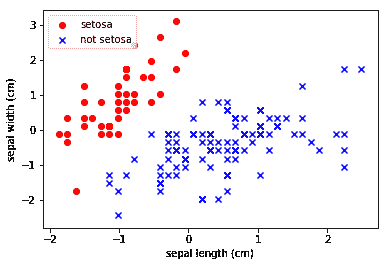 setosa
not setosa
sepal width (cm)
3
2
1
0
−1
−2
−2
−1
0
1
2
sepal length (cm)